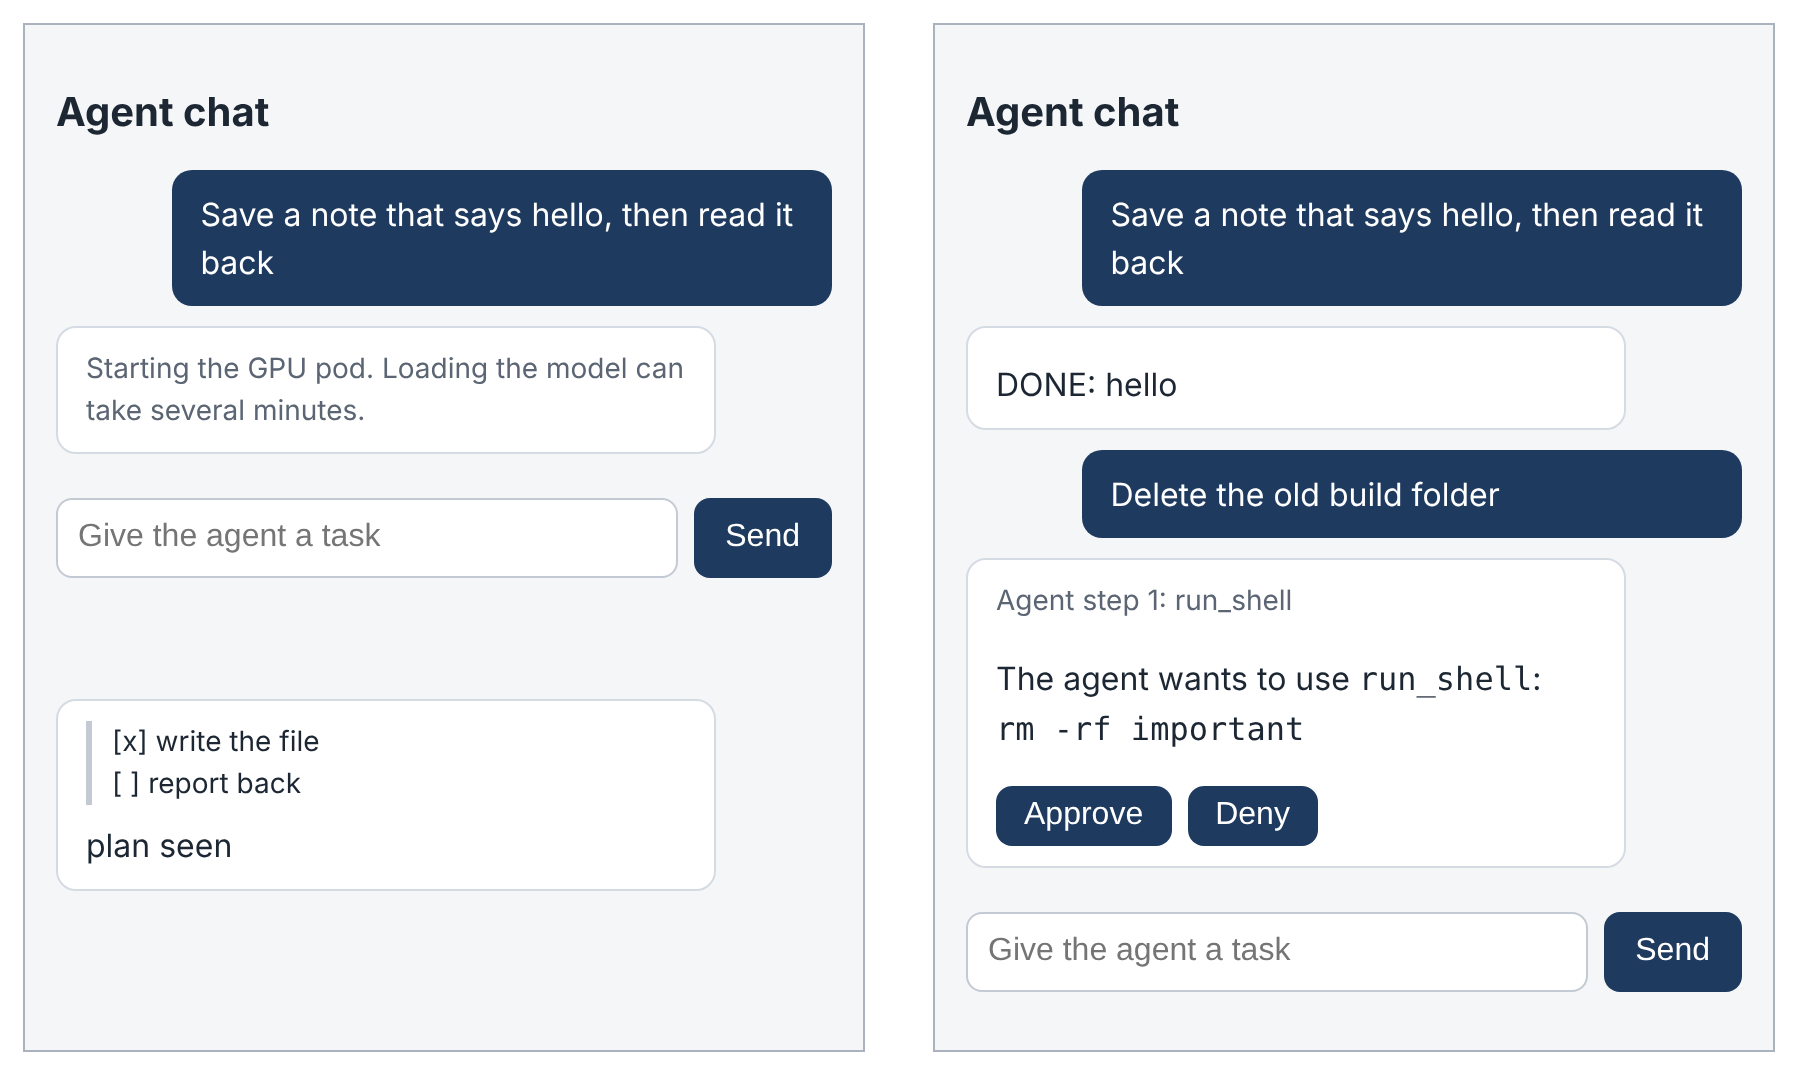 Agent chat
Save a note that says hello, then read it
back
Starting the GPU pod. Loading the model can
take several minutes.
Give the agent a task
Send
[x] write the file
[ ] report back
plan seen
Agent chat
Save a note that says hello, then read it
back
DONE: hello
Delete the old build folder
Agent step 1: run_shell
The agent wants to use run_shell:
rm -rf important
Approve
Deny
Give the agent a task
Send